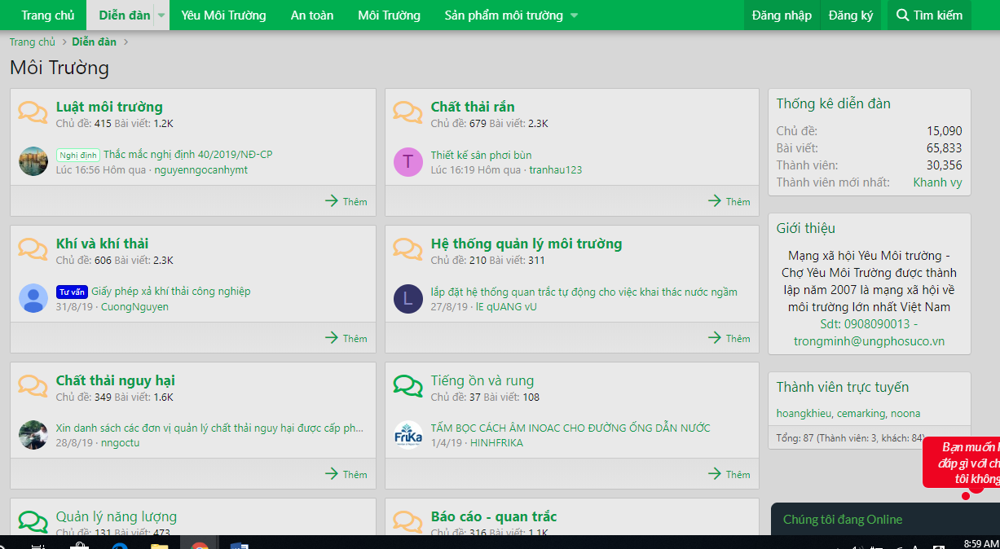 Trang chủ Diễn đàn Yêu Môi Trường An toàn Môi Trường Sản phẩm môi trường Đăng nhập Đăng ký Tìm kiếm
Trang chủ > Diễn đàn >
Môi Trường
Luật môi trường
Chủ đề: 415 Bài viết: 1.2K
Nghị định Thắc mắc nghị định 40/2019/NĐ-CP
Lúc 16:56 Hôm qua · nguyenngocanhymt
Thêm
Chất thải rắn
Chủ đề: 679 Bài viết: 2.3K
T
Thiết kế sân phơi bùn
Lúc 16:19 Hôm qua · tranhau123
Thêm
Khí và khí thải
Chủ đề: 606 Bài viết: 2.3K
Tư vấn Giấy phép xả khí thải công nghiệp
31/8/19 · CuongNguyen
Thêm
Hệ thống quản lý môi trường
Chủ đề: 210 Bài viết: 311
L
lắp đặt hệ thống quan trắc tự động cho việc khai thác nước ngầm
27/8/19 · lE qUANG vU
Thêm
Chất thải nguy hại
Chủ đề: 349 Bài viết: 1.6K
Xin danh sách các đơn vị quản lý chất thải nguy hại được cấp ph...
28/8/19 · nngoctu
Thêm
Tiếng ồn và rung
Chủ đề: 37 Bài viết: 108
FriKa
TẤM BỌC CÁCH ÂM INOAC CHO ĐƯỜNG ỐNG DẪN NƯỚC
1/4/19 · HINHFRIKA
Thêm
Quản lý năng lượng
Chủ đề: 131 Bài viết: 473
Báo cáo - quan trắc
Chủ đề: 316 Bài viết: 1.1K
Thống kê diễn đàn
Chủ đề: 15,090
Bài viết: 65,833
Thành viên: 30,356
Thành viên mới nhất: Khanh vy
Giới thiệu
Mạng xã hội Yêu Môi trường -
Chợ Yêu Môi Trường được thành
lập năm 2007 là mạng xã hội về
môi trường lớn nhất Việt Nam
Sdt: 0908090013 -
trongminh@ungphosuco.vn
Thành viên trực tuyến
hoangkhieu, cemarking, noona
Tổng: 87 (Thành viên: 3, khách: 84)
Bạn muốn
đáp gì với
tôi không
Chúng tôi đang Online
8:59 AM